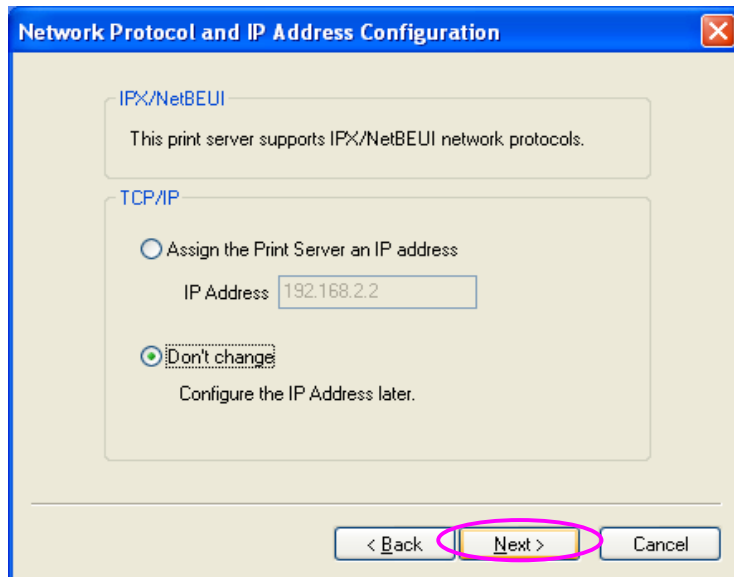 Network Protocol and IP Address Configuration
IPX/NetBEUI
This print server supports IPX/NetBEUI network protocols.
TCP/IP
Assign the Print Server an IP address
IP Address 192.168.2.2
Don't change
Configure the IP Address later.
< Back Next > Cancel